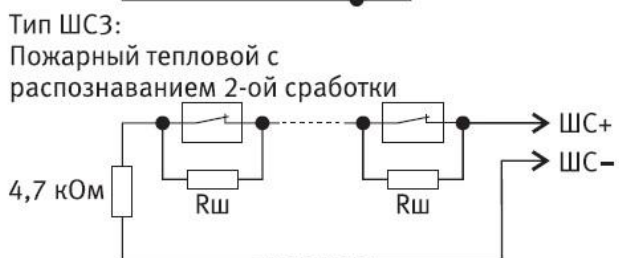 Тип ШС3:
Пожарный тепловой с
распознаванием 2-ой сработки
ШС+
ШС–
4,7 кОм
Rш
Rш